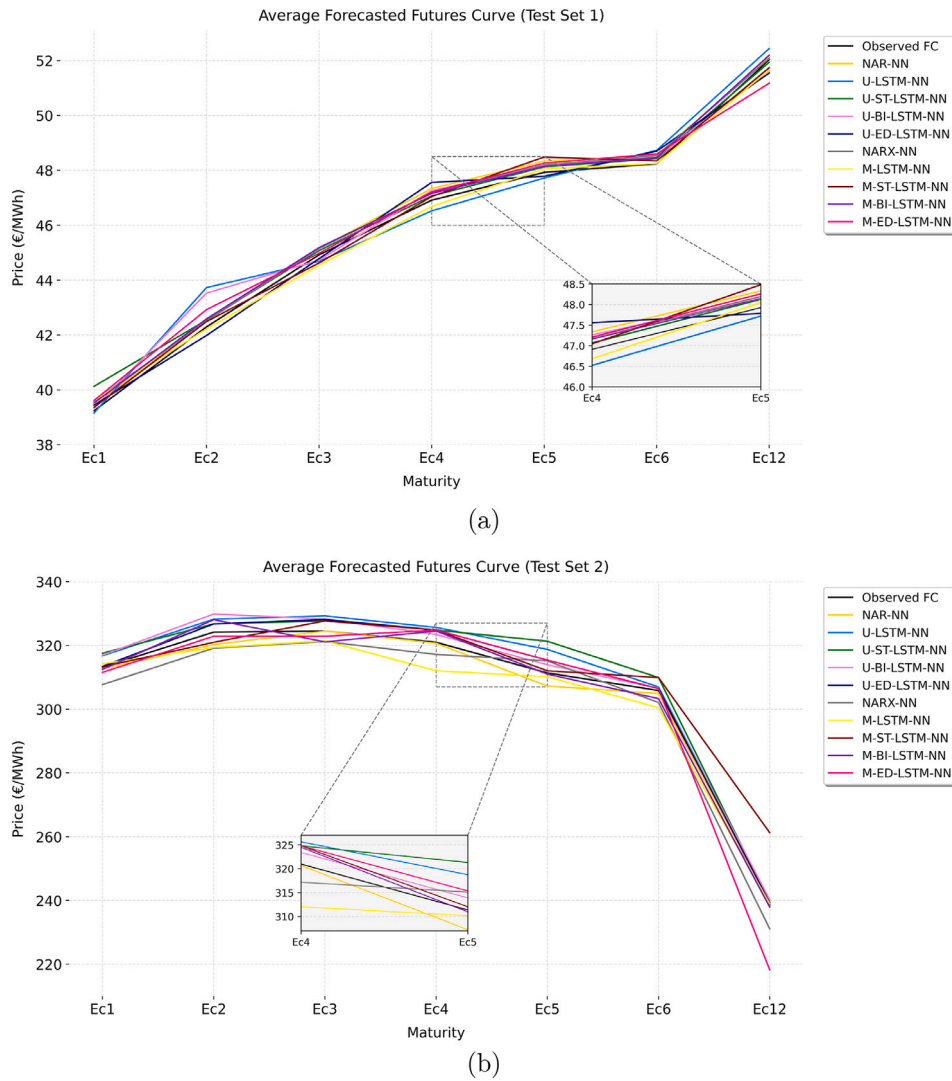 Average Forecasted Futures Curve (Test Set 1)
Price (€/MWh)
52
50
48
46
44
42
40
38
Ec1 Ec2 Ec3 Ec4 Ec5 Ec6 Ec12
Maturity
48.5
48.0
47.5
47.0
46.5
46.0
Ec4 Ec5
Observed FC
NAR-NN
U-LSTM-NN
U-ST-LSTM-NN
U-BI-LSTM-NN
U-ED-LSTM-NN
NARX-NN
M-LSTM-NN
M-ST-LSTM-NN
M-BI-LSTM-NN
M-ED-LSTM-NN
(a)
Average Forecasted Futures Curve (Test Set 2)
Price (€/MWh)
340
320
300
280
260
240
220
Ec1 Ec2 Ec3 Ec4 Ec5 Ec6 Ec12
Maturity
325
320
315
310
Ec4 Ec5
Observed FC
NAR-NN
U-LSTM-NN
U-ST-LSTM-NN
U-BI-LSTM-NN
U-ED-LSTM-NN
NARX-NN
M-LSTM-NN
M-ST-LSTM-NN
M-BI-LSTM-NN
M-ED-LSTM-NN
(b)